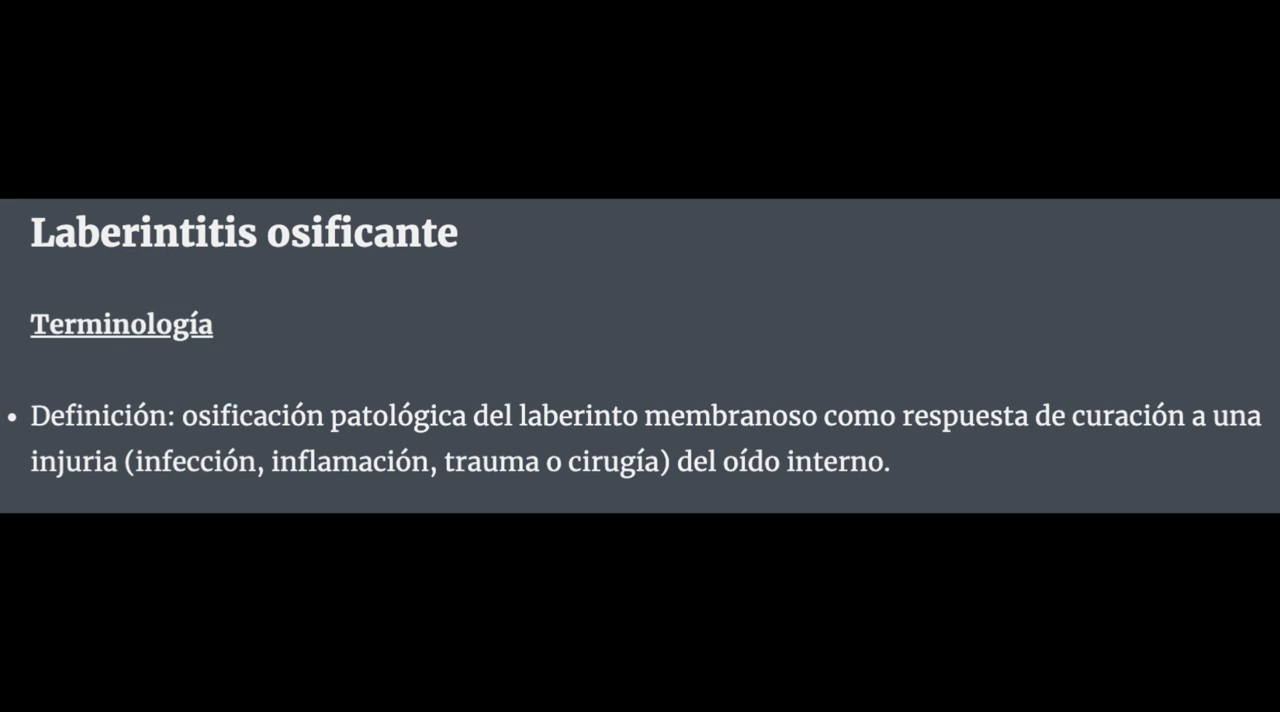 Laberintitis osificante
Terminología
• Definición: osificación patológica del laberinto membranoso como respuesta de curación a una
injuria (infección, inflamación, trauma o cirugía) del oído interno.